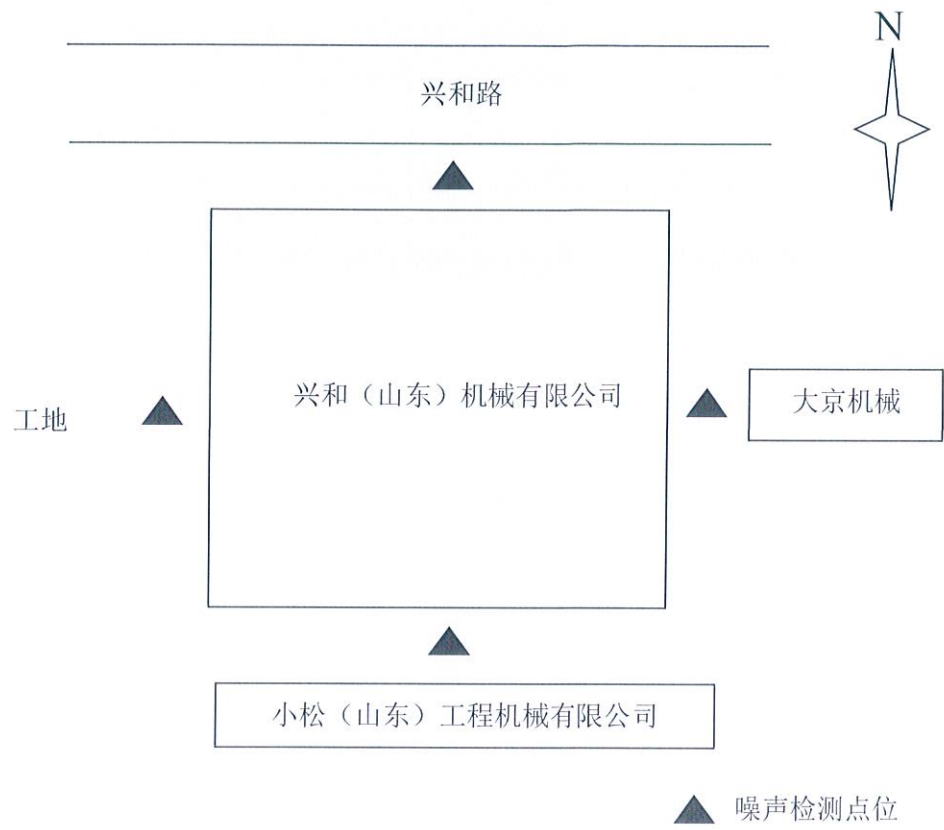 N
兴和路
兴和（山东）机械有限公司
大京机械
工地
小松（山东）工程机械有限公司
噪声检测点位